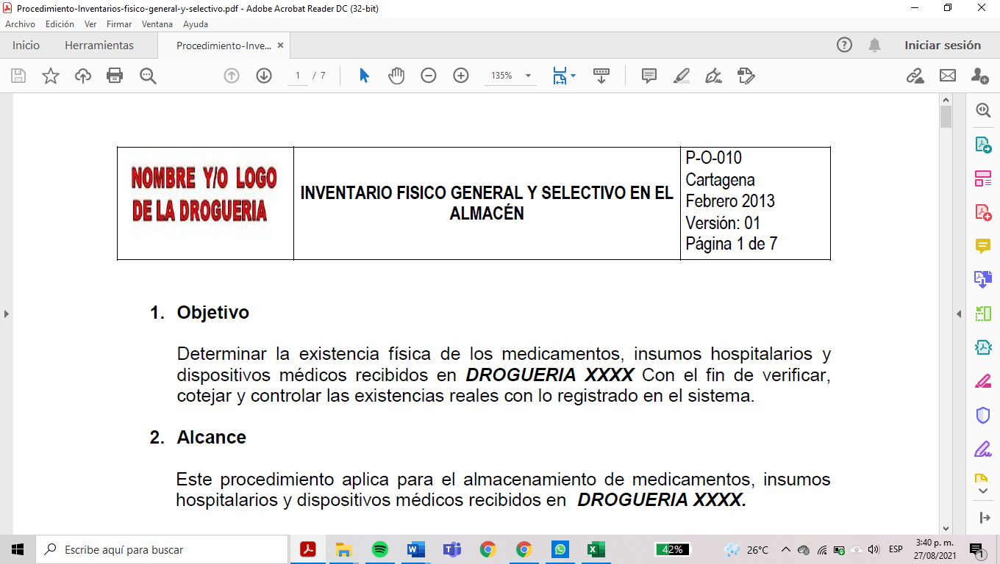 Procedimiento-Inventarios-fisico-general-y-selectivo.pdf - Adobe Acrobat Reader DC (32-bit)
Archivo Edición Ver Firmar Ventana Ayuda
Inicio Herramientas Procedimiento-Inve... × Iniciar sesión
1 / 7 135%
NOMBRE Y/O LOGO
DE LA DROGUERIA
INVENTARIO FISICO GENERAL Y SELECTIVO EN EL
ALMACÉN
P-O-010
Cartagena
Febrero 2013
Versión: 01
Página 1 de 7
1. Objetivo
Determinar la existencia física de los medicamentos, insumos hospitalarios y
dispositivos médicos recibidos en DROGUERIA XXXX Con el fin de verificar,
cotejar y controlar las existencias reales con lo registrado en el sistema.
2. Alcance
Este procedimiento aplica para el almacenamiento de medicamentos, insumos
hospitalarios y dispositivos médicos recibidos en DROGUERIA XXXX.
Escribe aquí para buscar
42%
26°C
ESP
3:40 p. m.
27/08/2021
1